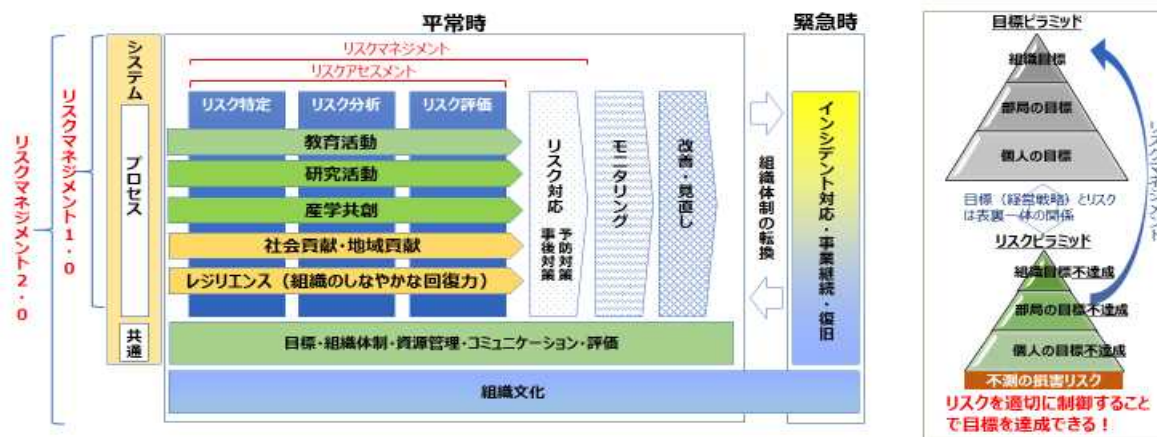 平常時
緊急時
リスクマネジメント2.0
リスクマネジメント1.0
システム
プロセス
共通
リスクマネジメント
リスクアセスメント
リスク特定
リスク分析
リスク評価
教育活動
研究活動
産学共創
社会貢献・地域貢献
レジリエンス(組織のしなやかな回復力)
リスク対応
予防対策
事後対策
モニタリング
改善・見直し
組織体制の転換
インシデント対応・事業継続・復旧
目標・組織体制・資源管理・コミュニケーション・評価
組織文化
目標ピラミッド
組織目標
部局の目標
個人の目標
リスクマネジメント
目標(経営戦略)とリスク
は表裏一体の関係
リスクピラミッド
組織目標不達成
部局の目標不達成
個人の目標不達成
不測の損害リスク
リスクを適切に制御すること
で目標を達成できる!